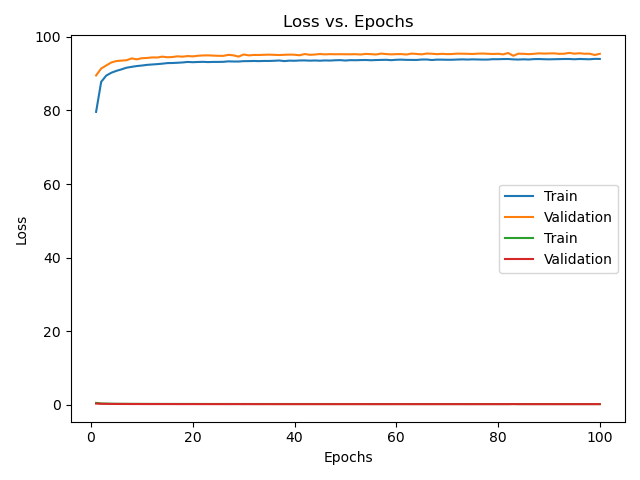 Loss vs. Epochs
100
80
60
40
20
0
Loss
Train
Validation
Train
Validation
0 20 40 60 80 100
Epochs